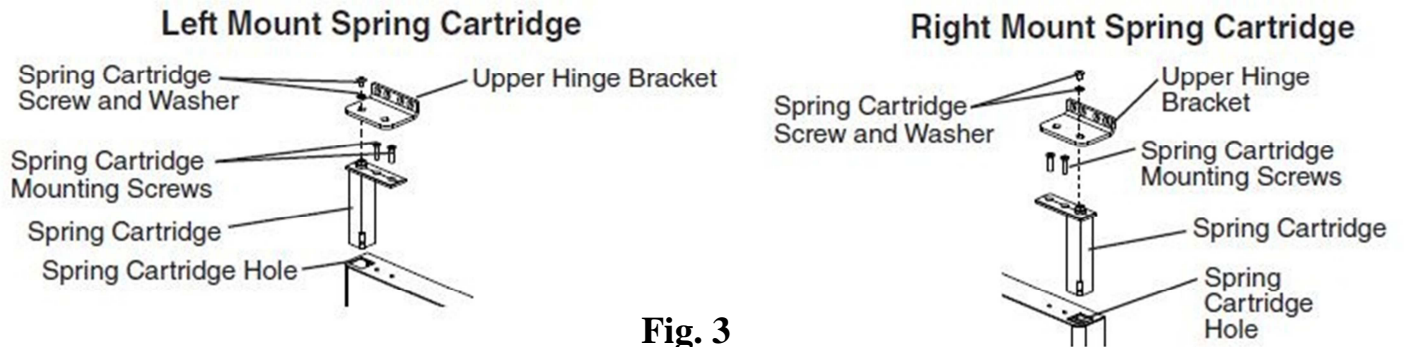 Left Mount Spring Cartridge
Spring Cartridge
Screw and Washer
Upper Hinge Bracket
Spring Cartridge
Mounting Screws
Spring Cartridge
Spring Cartridge Hole
Right Mount Spring Cartridge
Spring Cartridge
Screw and Washer
Upper Hinge
Bracket
Spring Cartridge
Mounting Screws
Spring Cartridge
Spring
Cartridge
Hole
Fig. 3